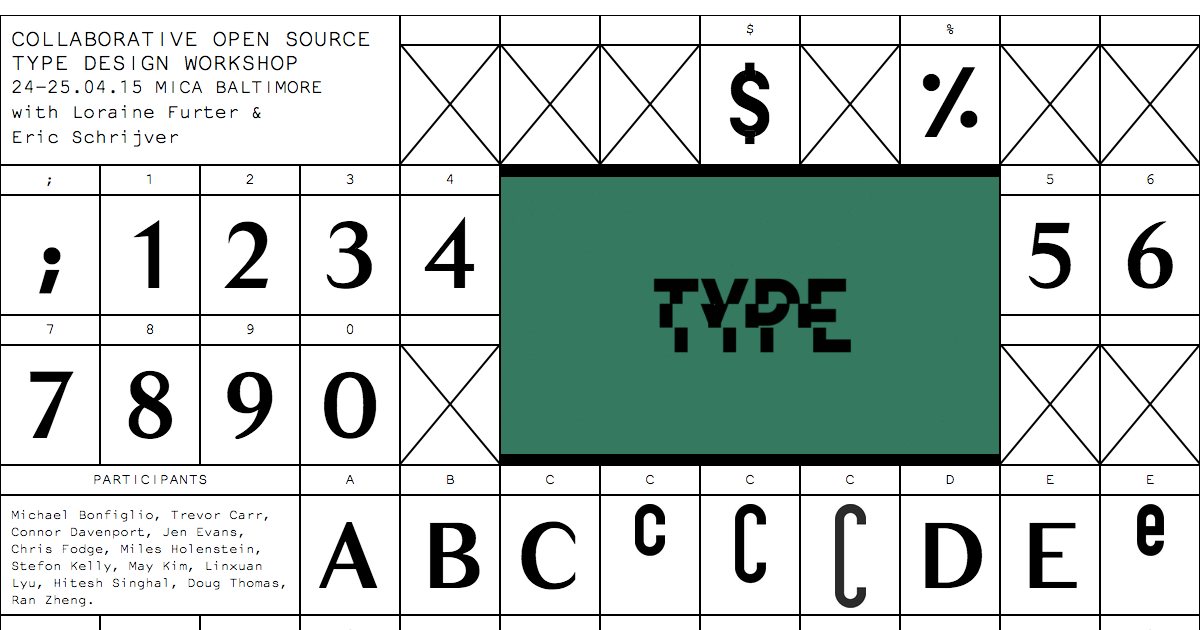 COLLABORATIVE OPEN SOURCE
TYPE DESIGN WORKSHOP
24-25.04.15 MICA BALTIMORE
with Loraine Furter &
Eric Schrijver
$ %
$ %
; 1 2 3 4 5 6
; 1 2 3 4 5 6
TYPE
7 8 9 0
7 8 9 0
PARTICIPANTS
Michael Bonfiglio, Trevor Carr,
Connor Davenport, Jen Evans,
Chris Fodge, Miles Holenstein,
Stefon Kelly, May Kim, Linxuan
Lyu, Hitesh Singhal, Doug Thomas,
Ran Zheng.
A B C C C C D E E
A B C c C C D E e